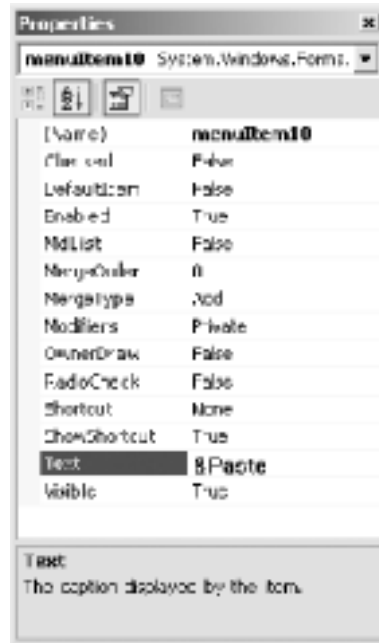 Properties
menuItem10 System.Windows.Forms.
(Name) menuItem10
Checked False
DefaultItem False
Enabled True
MdiList False
MergeOrder 0
MergeType Add
Modifiers Private
OwnerDraw False
RadioCheck False
Shortcut None
ShowShortcut True
Text &Paste
Visible True
Text
The caption displayed by the item.